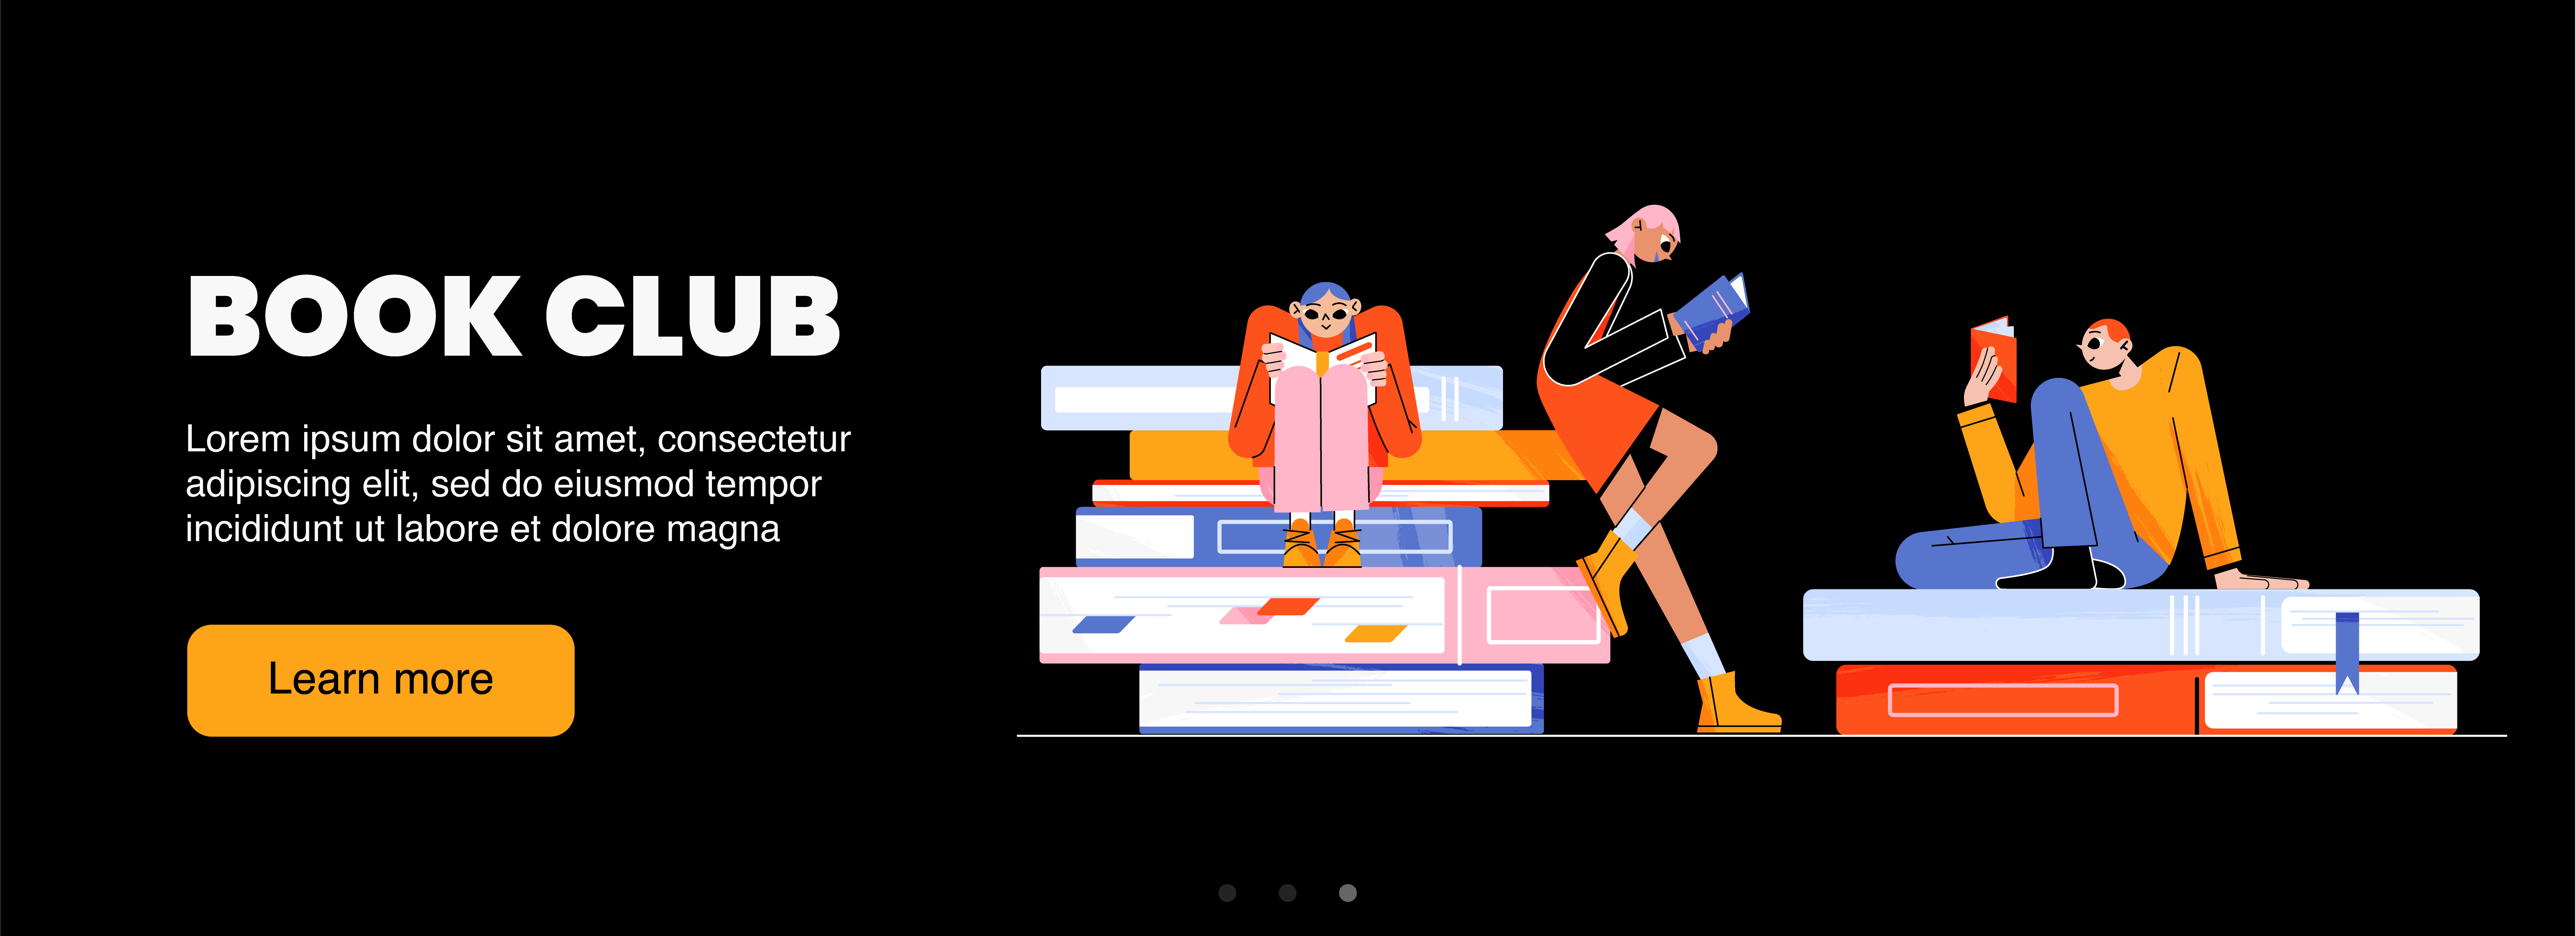 BOOK CLUB
Lorem ipsum dolor sit amet, consectetur
adipiscing elit, sed do eiusmod tempor
incididunt ut labore et dolore magna
Learn more